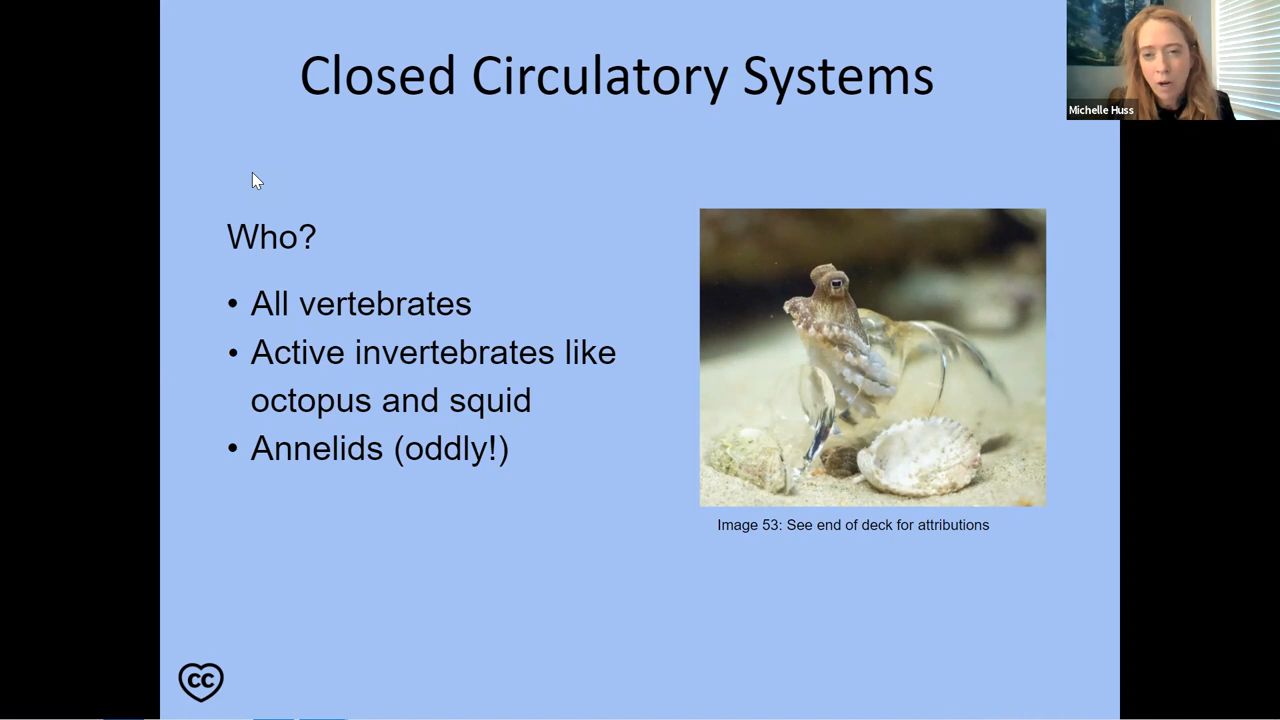 Closed Circulatory Systems
Michelle Huss
Who?
• All vertebrates
• Active invertebrates like
octopus and squid
• Annelids (oddly!)
Image 53: See end of deck for attributions
CC